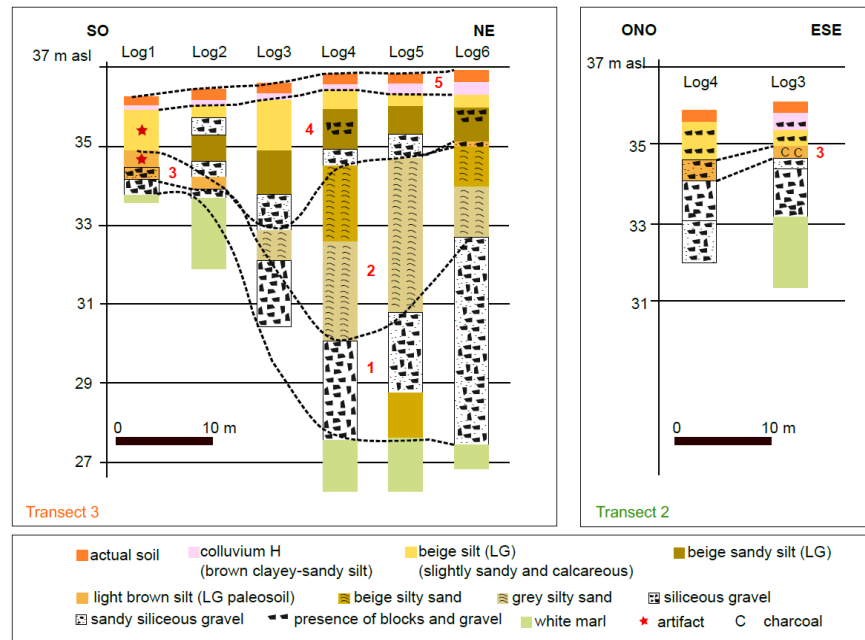 SO NE
Log1 Log2 Log3 Log4 Log5 Log6
37 m asl
5
4
35
3
33
2
31
1
29
0 10 m
27
Transect 3
ONO ESE
37 m asl
Log4 Log3
35
C C 3
33
31
0 10 m
Transect 2
actual soil
colluvium H
(brown clayey-sandy silt)
beige silt (LG)
(slightly sandy and calcareous)
beige sandy silt (LG)
light brown silt (LG paleosoil)
beige silty sand
grey silty sand
siliceous gravel
sandy siliceous gravel
presence of blocks and gravel
white marl
artifact
C charcoal